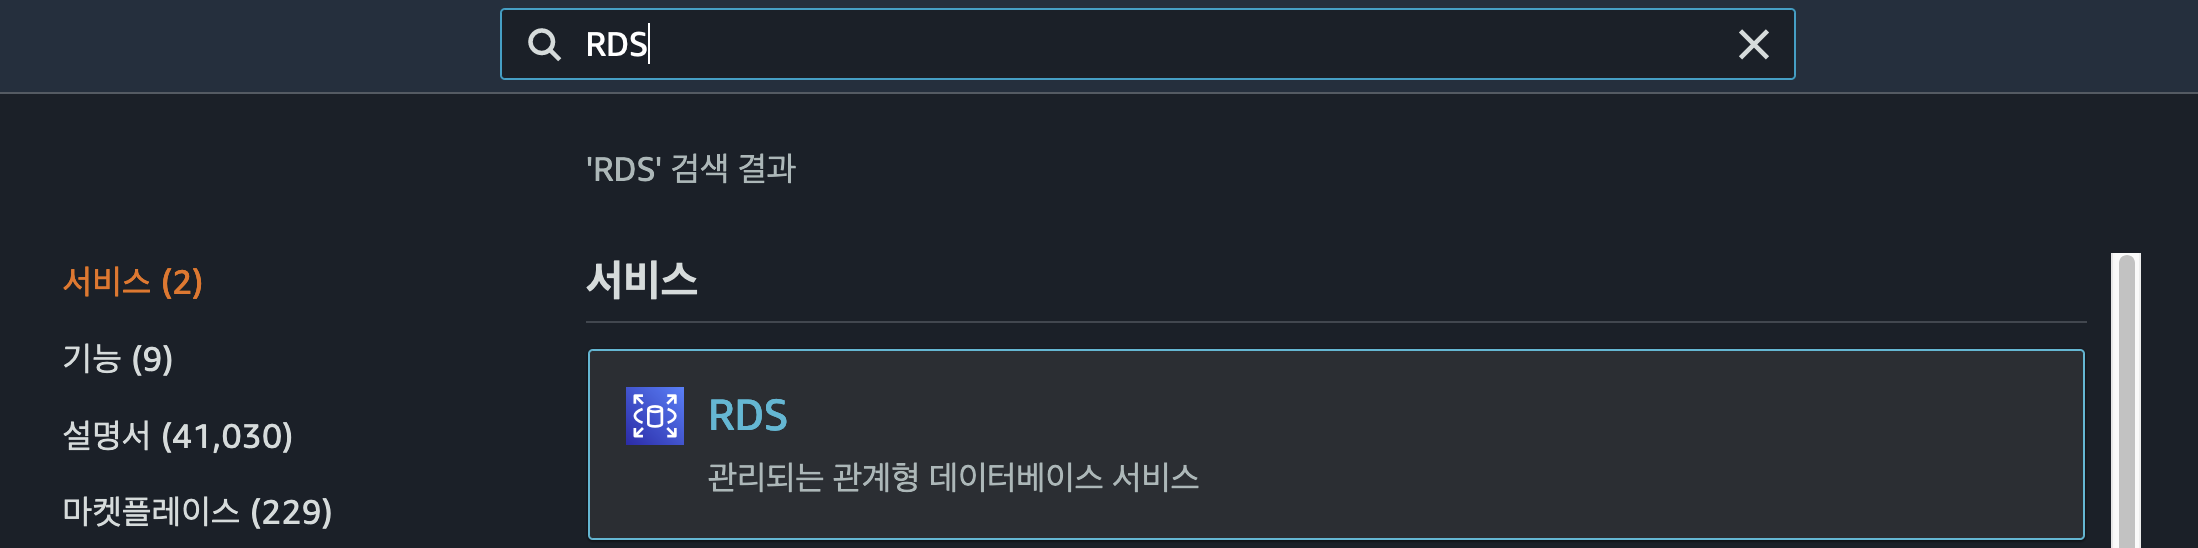 RDS
'RDS' 검색 결과
서비스 (2)
기능 (9)
설명서 (41,030)
마켓플레이스 (229)
서비스
RDS
관리되는 관계형 데이터베이스 서비스